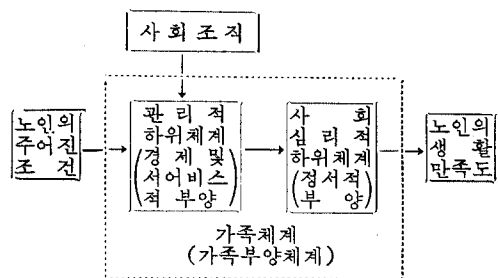 사 회 조 직
노인의
주어진
조 건
관 리 적
하위체계
(경 제 및
서어비스
적 부양)
사 회
심 리 적
하위체계
(정서적
부 양)
노인의
생 활
만족도
가족체계
(가족부양체계)